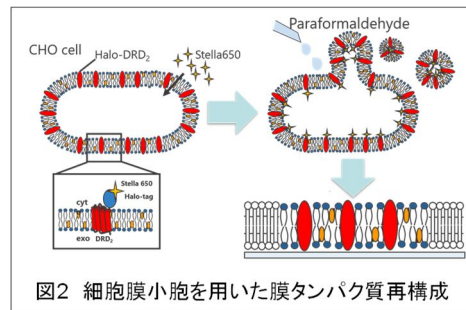 CHO cell
Halo-DRD2
Stella650
Paraformaldehyde
Stella 650
Halo-tag
cyt
exo
DRD2
図2 細胞膜小胞を用いた膜タンパク質再構成